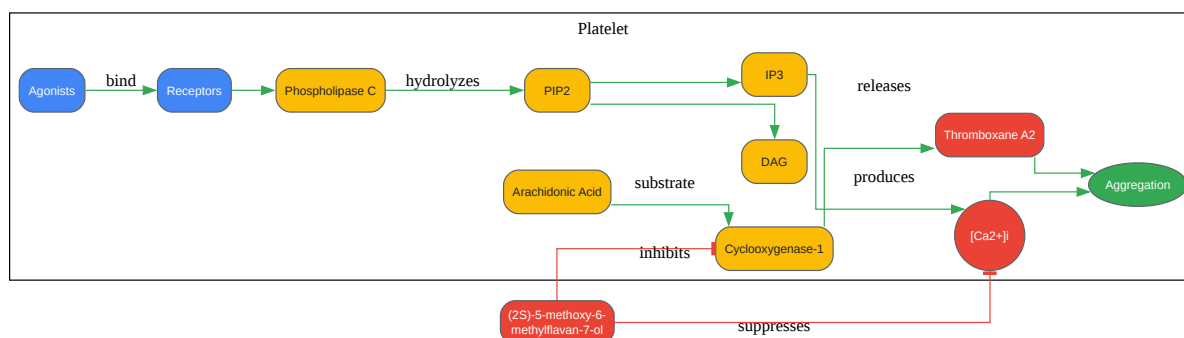 Platelet
Agonists
bind
Receptors
Phospholipase C
hydrolyzes
PIP2
IP3
releases
DAG
Thromboxane A2
Arachidonic Acid
substrate
produces
Aggregation
Cyclooxygenase-1
inhibits
[Ca2+]i
(2S)-5-methoxy-6-
methylflavan-7-ol
suppresses